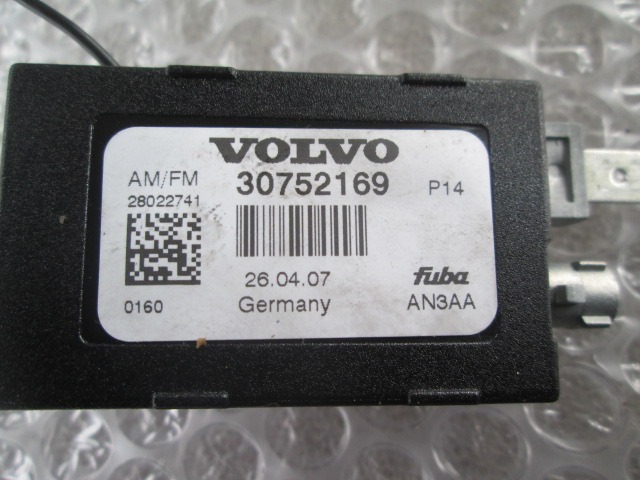 VOLVO
AM/FM 30752169 P14
28022741
26.04.07 fuba
0160 Germany AN3AA